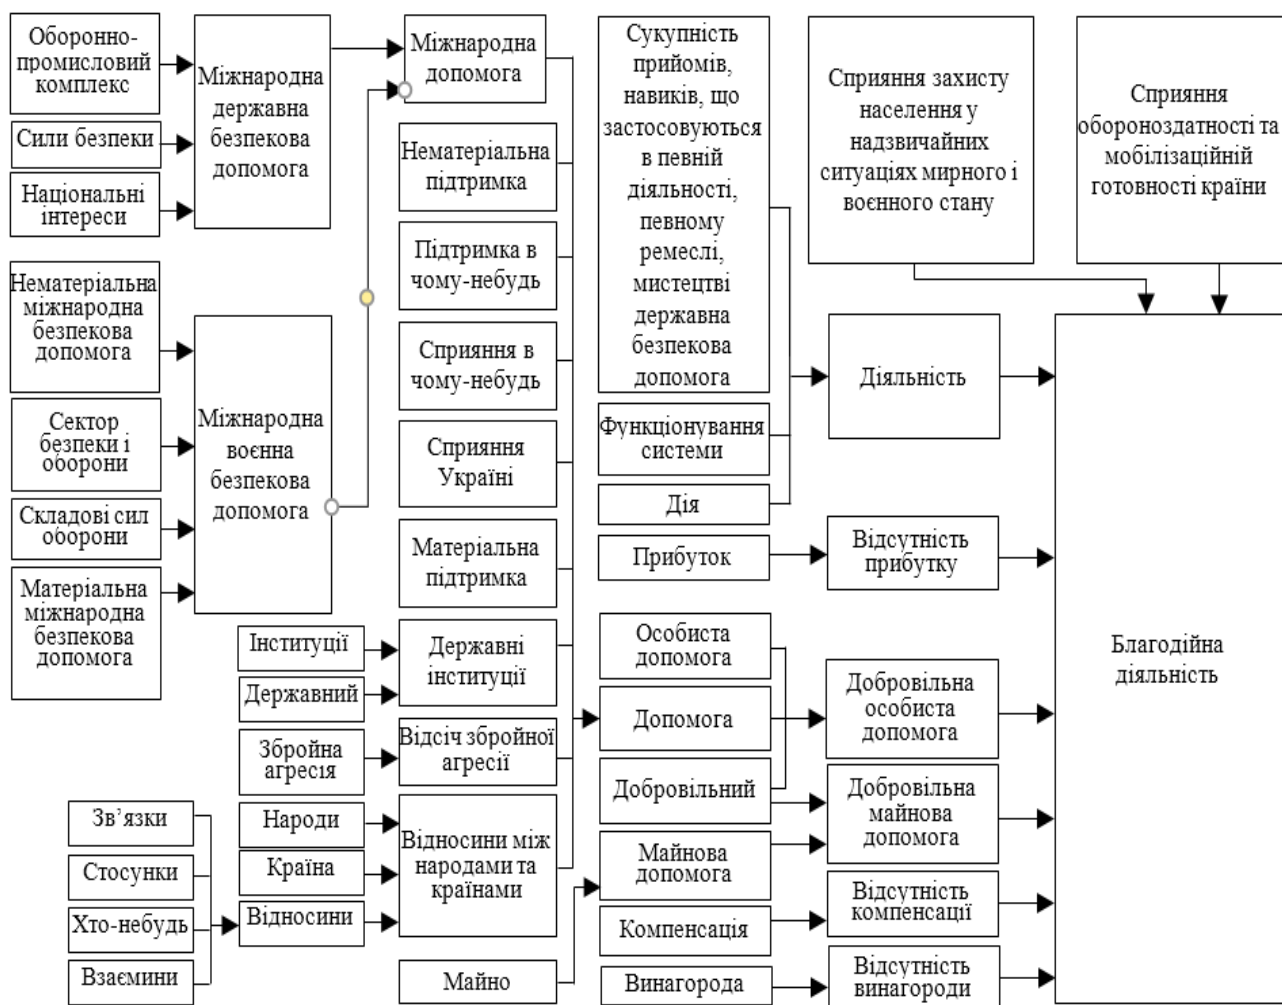 Оборонно-
промисловий
комплекс
Сили безпеки
Національні
інтереси
Міжнародна
державна
безпекова
допомога
Нематеріальна
міжнародна
безпекова
допомога
Сектор
безпеки і
оборони
Складові сил
оборони
Матеріальна
міжнародна
безпекова
допомога
Міжнародна
воєнна
безпекова
допомога
Міжнародна
допомога
Нематеріальна
підтримка
Підтримка в
чому-небудь
Сприяння в
чому-небудь
Сприяння
Україні
Матеріальна
підтримка
Інституції
Державний
Державні
інституції
Збройна
агресія
Відсіч збройної
агресії
Зв’язки
Стосунки
Хто-небудь
Взаємини
Народи
Країна
Відносини
Відносини між
народами та
країнами
Майно
Сукупність
прийомів,
навиків, що
застосовуються
в певній
діяльності,
певному
ремеслі,
мистецтві
державна
безпекова
допомога
Функціонування
системи
Дія
Прибуток
Особиста
допомога
Допомога
Добровільний
Майнова
допомога
Компенсація
Винагорода
Сприяння захисту
населення у
надзвичайних
ситуаціях мирного і
воєнного стану
Сприяння
обороноздатності та
мобілізаційній
готовності країни
Діяльність
Відсутність
прибутку
Добровільна
особиста
допомога
Добровільна
майнова
допомога
Відсутність
компенсації
Відсутність
винагороди
Благодійна
діяльність